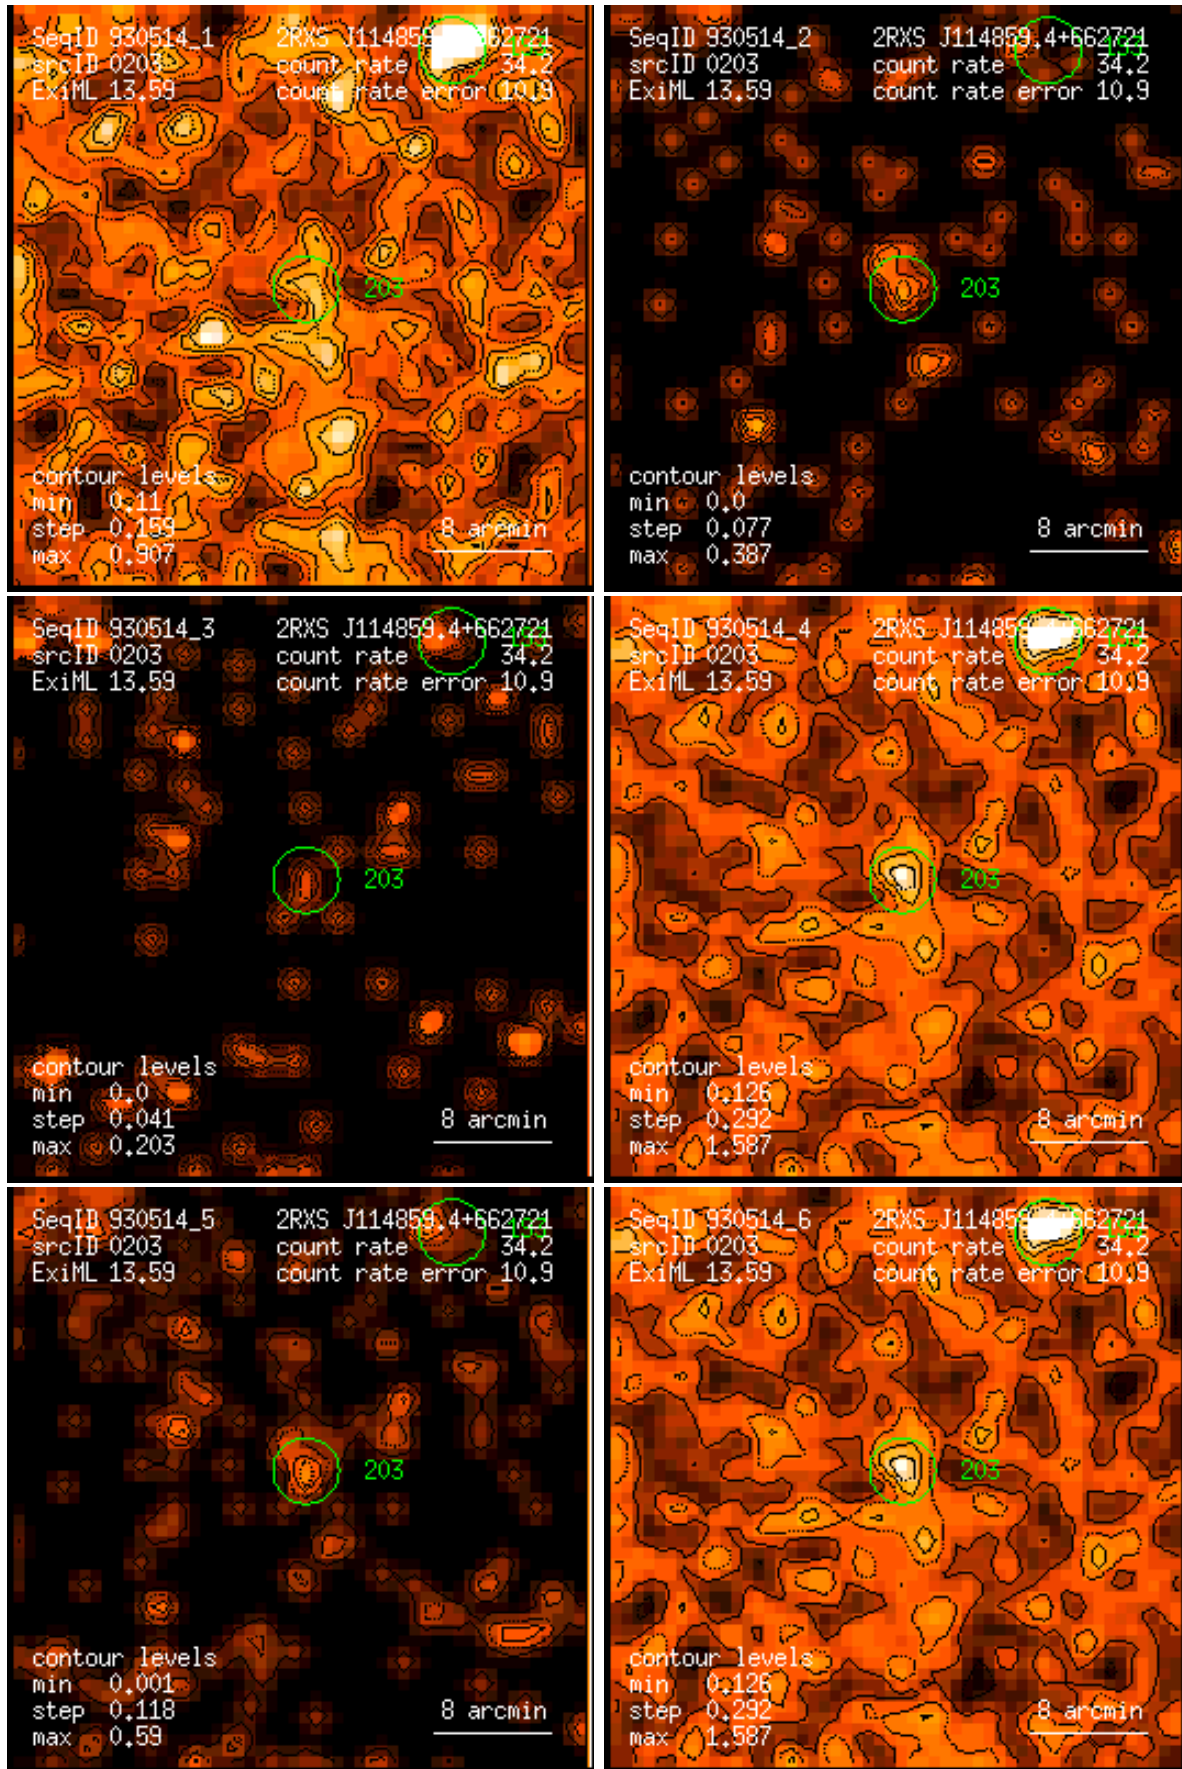 SeqID 930514_1 2RXS J114859.4+662721
srcID 0203 count rate 34.2
ExiML 13.59 count rate error 10.9
203
contour levels
min 0.11
step 0.159 8 arcmin
max 0.907
SeqID 930514_2 2RXS J114859.4+662721
srcID 0203 count rate 34.2
ExiML 13.59 count rate error 10.9
203
contour levels
min 0.0
step 0.077 8 arcmin
max 0.387
SeqID 930514_3 2RXS J114859.4+662721
srcID 0203 count rate 34.2
ExiML 13.59 count rate error 10.9
203
contour levels
min 0.0
step 0.041 8 arcmin
max 0.203
SeqID 930514_4 2RXS J114859.4+662721
srcID 0203 count rate 34.2
ExiML 13.59 count rate error 10.9
203
contour levels
min 0.126
step 0.292 8 arcmin
max 1.587
SeqID 930514_5 2RXS J114859.4+662721
srcID 0203 count rate 34.2
ExiML 13.59 count rate error 10.9
203
contour levels
min 0.001
step 0.118 8 arcmin
max 0.59
SeqID 930514_6 2RXS J114859.4+662721
srcID 0203 count rate 34.2
ExiML 13.59 count rate error 10.9
203
contour levels
min 0.126
step 0.292 8 arcmin
max 1.587